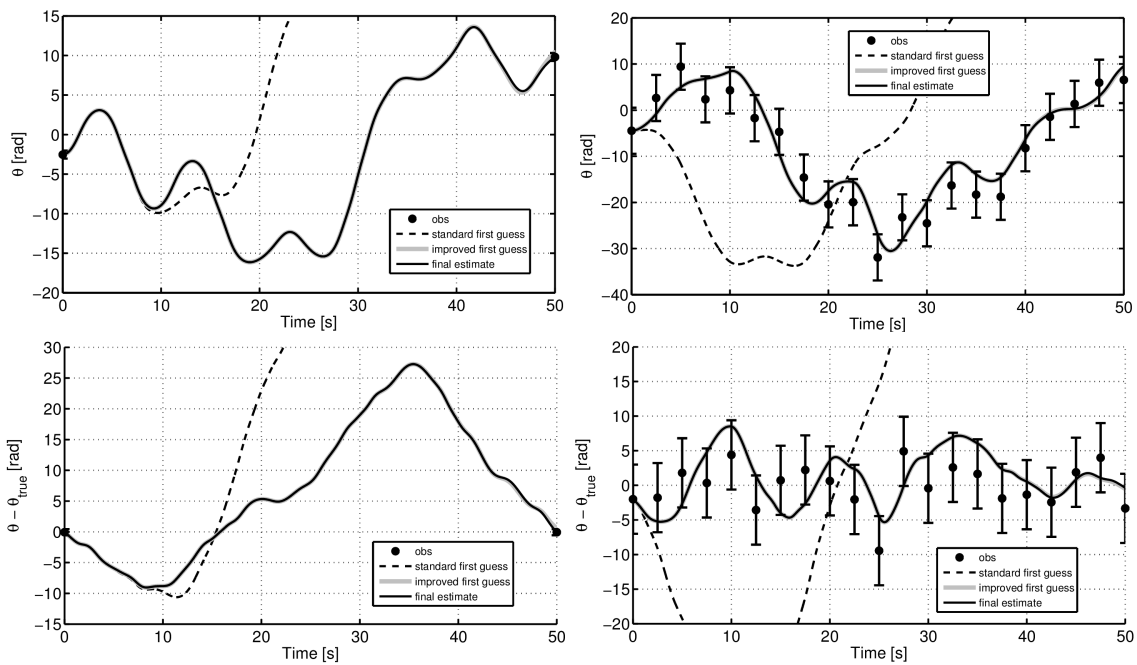 15
10
5
0
−5
−10
−15
−20
θ [rad]
0 10 20 30 40 50
Time [s]
obs
standard first guess
improved first guess
final estimate
20
10
0
−10
−20
−30
−40
θ [rad]
0 10 20 30 40 50
Time [s]
obs
standard first guess
improved first guess
final estimate
30
25
20
15
10
5
0
−5
−10
−15
θ − θtrue [rad]
0 10 20 30 40 50
Time [s]
obs
standard first guess
improved first guess
final estimate
20
15
10
5
0
−5
−10
−15
−20
θ − θtrue [rad]
0 10 20 30 40 50
Time [s]
obs
standard first guess
improved first guess
final estimate